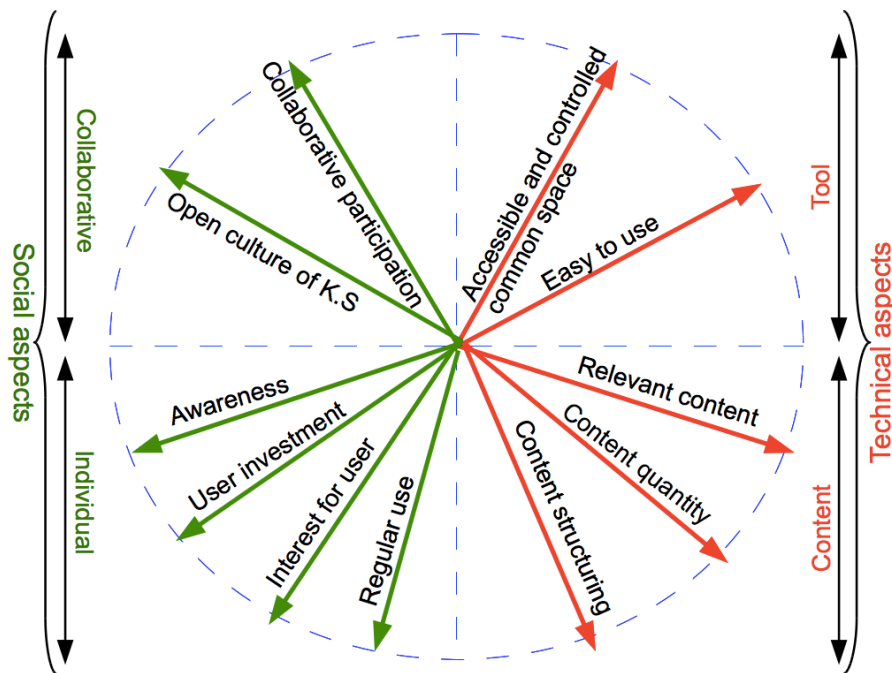 Social aspects
Collaborative
Individual
Collaborative participation
Open culture of K.S
Awareness
User investment
Interest for user
Regular use
Accessible and controlled
common space
Easy to use
Relevant content
Content quantity
Content structuring
Tool
Content
Technical aspects